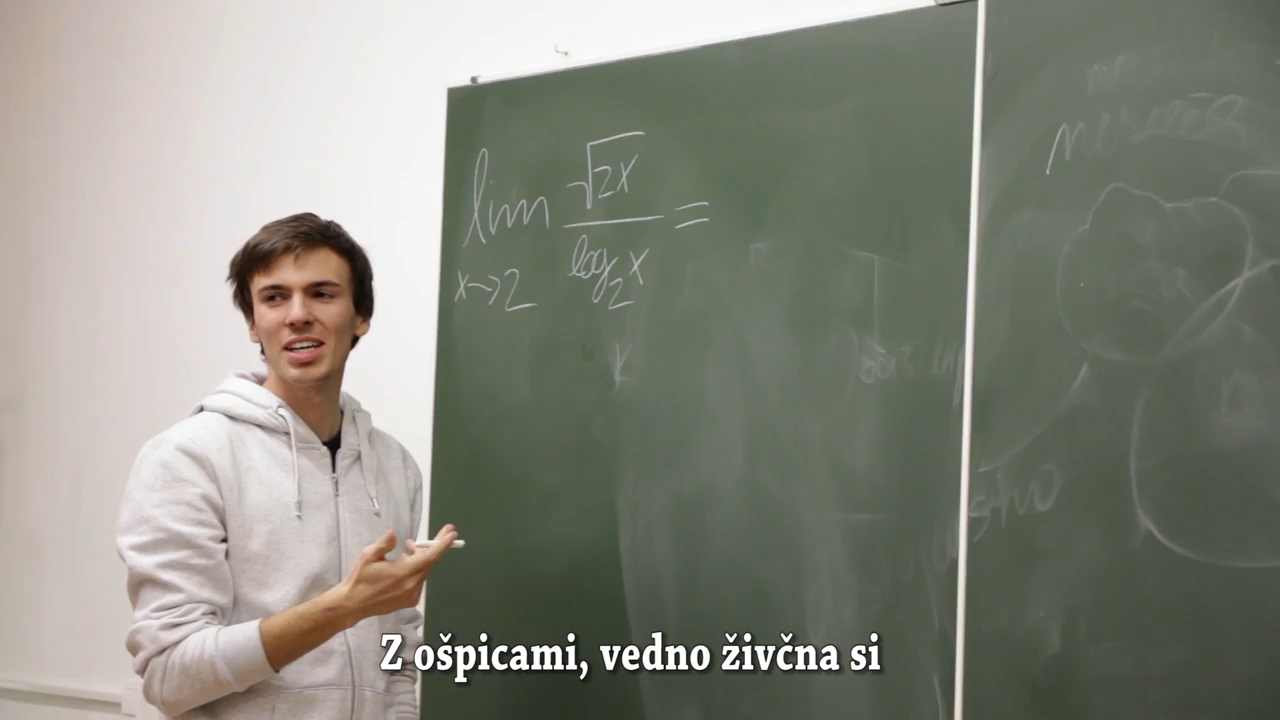 lim √2x / log₂x =
x→2
Z ošpicami, vedno živčna si